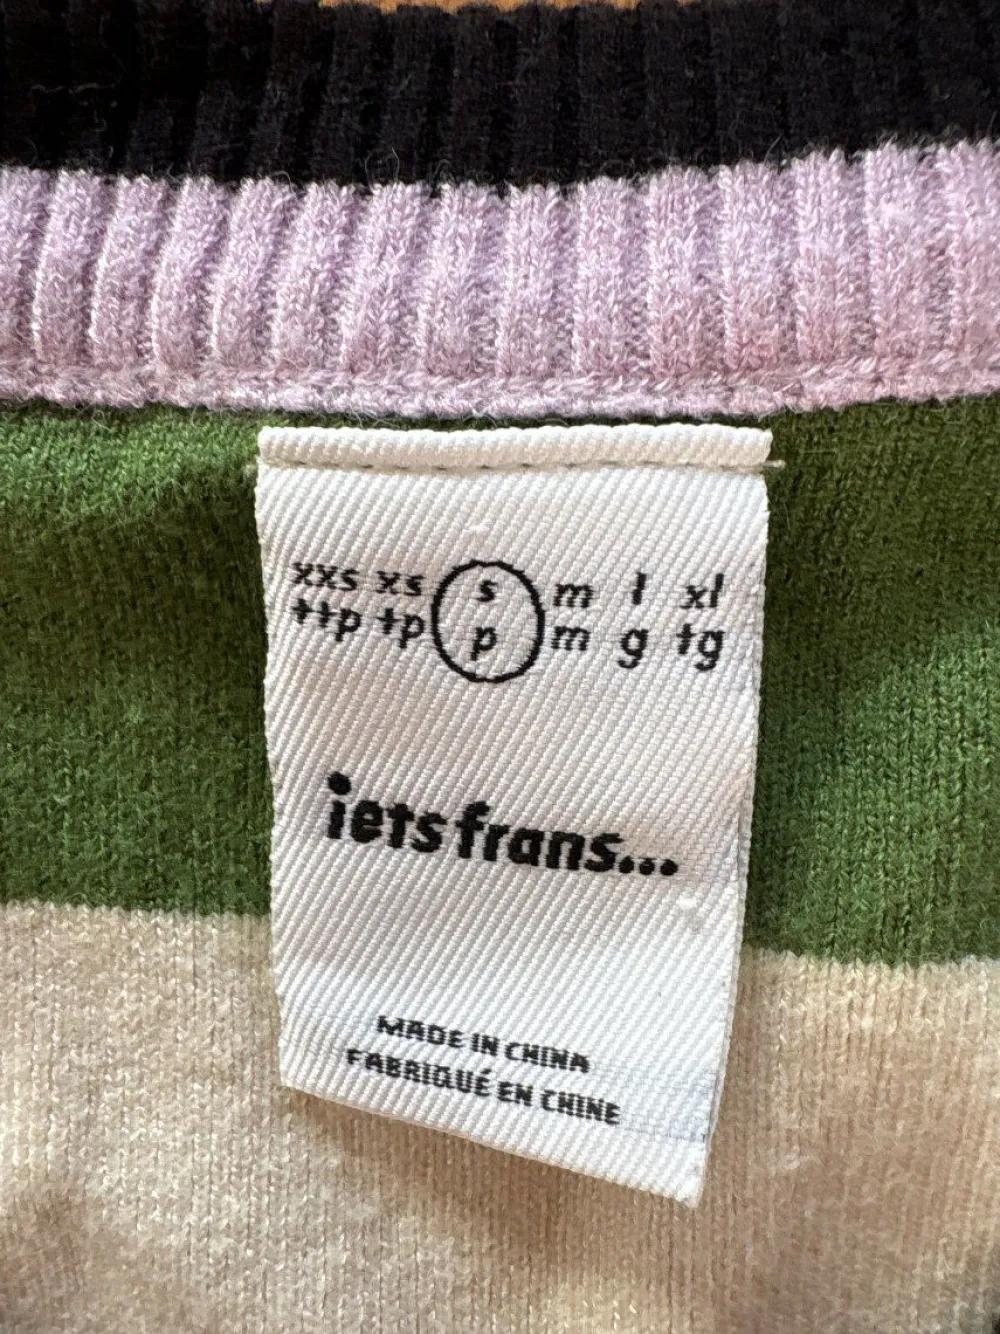 xxs xs s m l xl
ttp tp p m g tg
iets frans...
MADE IN CHINA
FABRIQUÉ EN CHINE